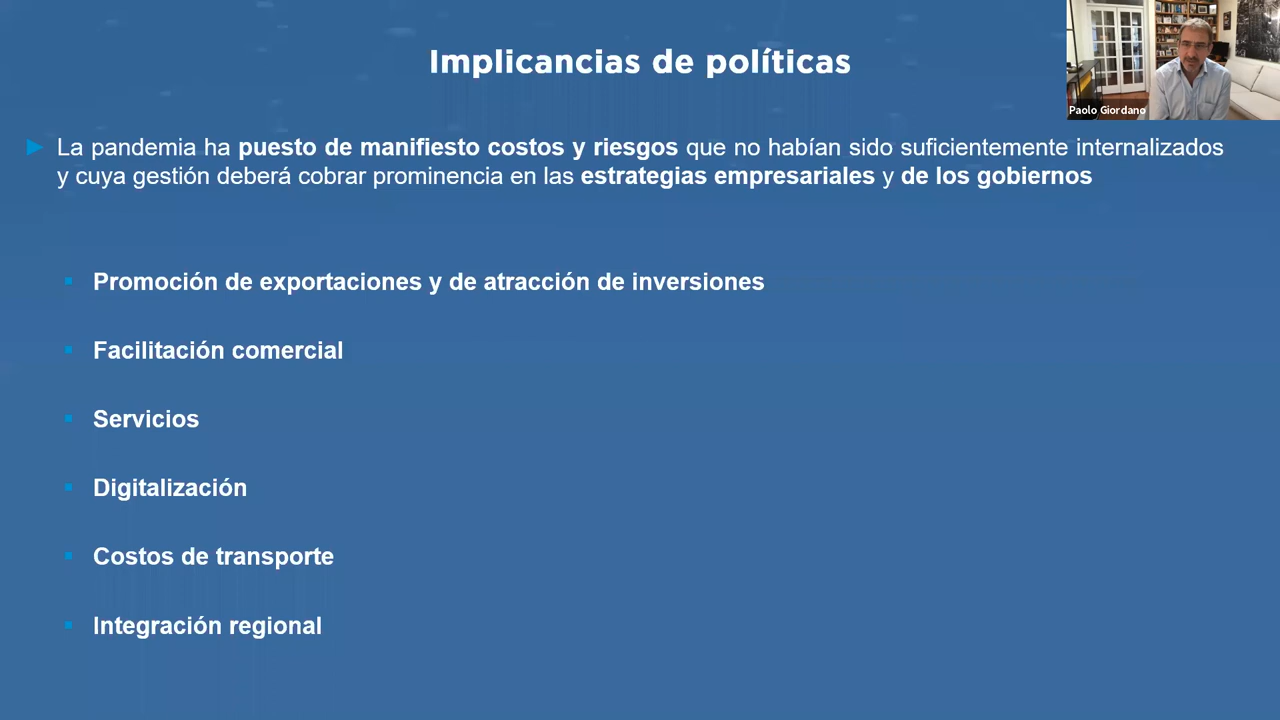 Implicancias de políticas
Paolo Giordano
► La pandemia ha puesto de manifiesto costos y riesgos que no habían sido suficientemente internalizados
y cuya gestión deberá cobrar prominencia en las estrategias empresariales y de los gobiernos
▪ Promoción de exportaciones y de atracción de inversiones
▪ Facilitación comercial
▪ Servicios
▪ Digitalización
▪ Costos de transporte
▪ Integración regional